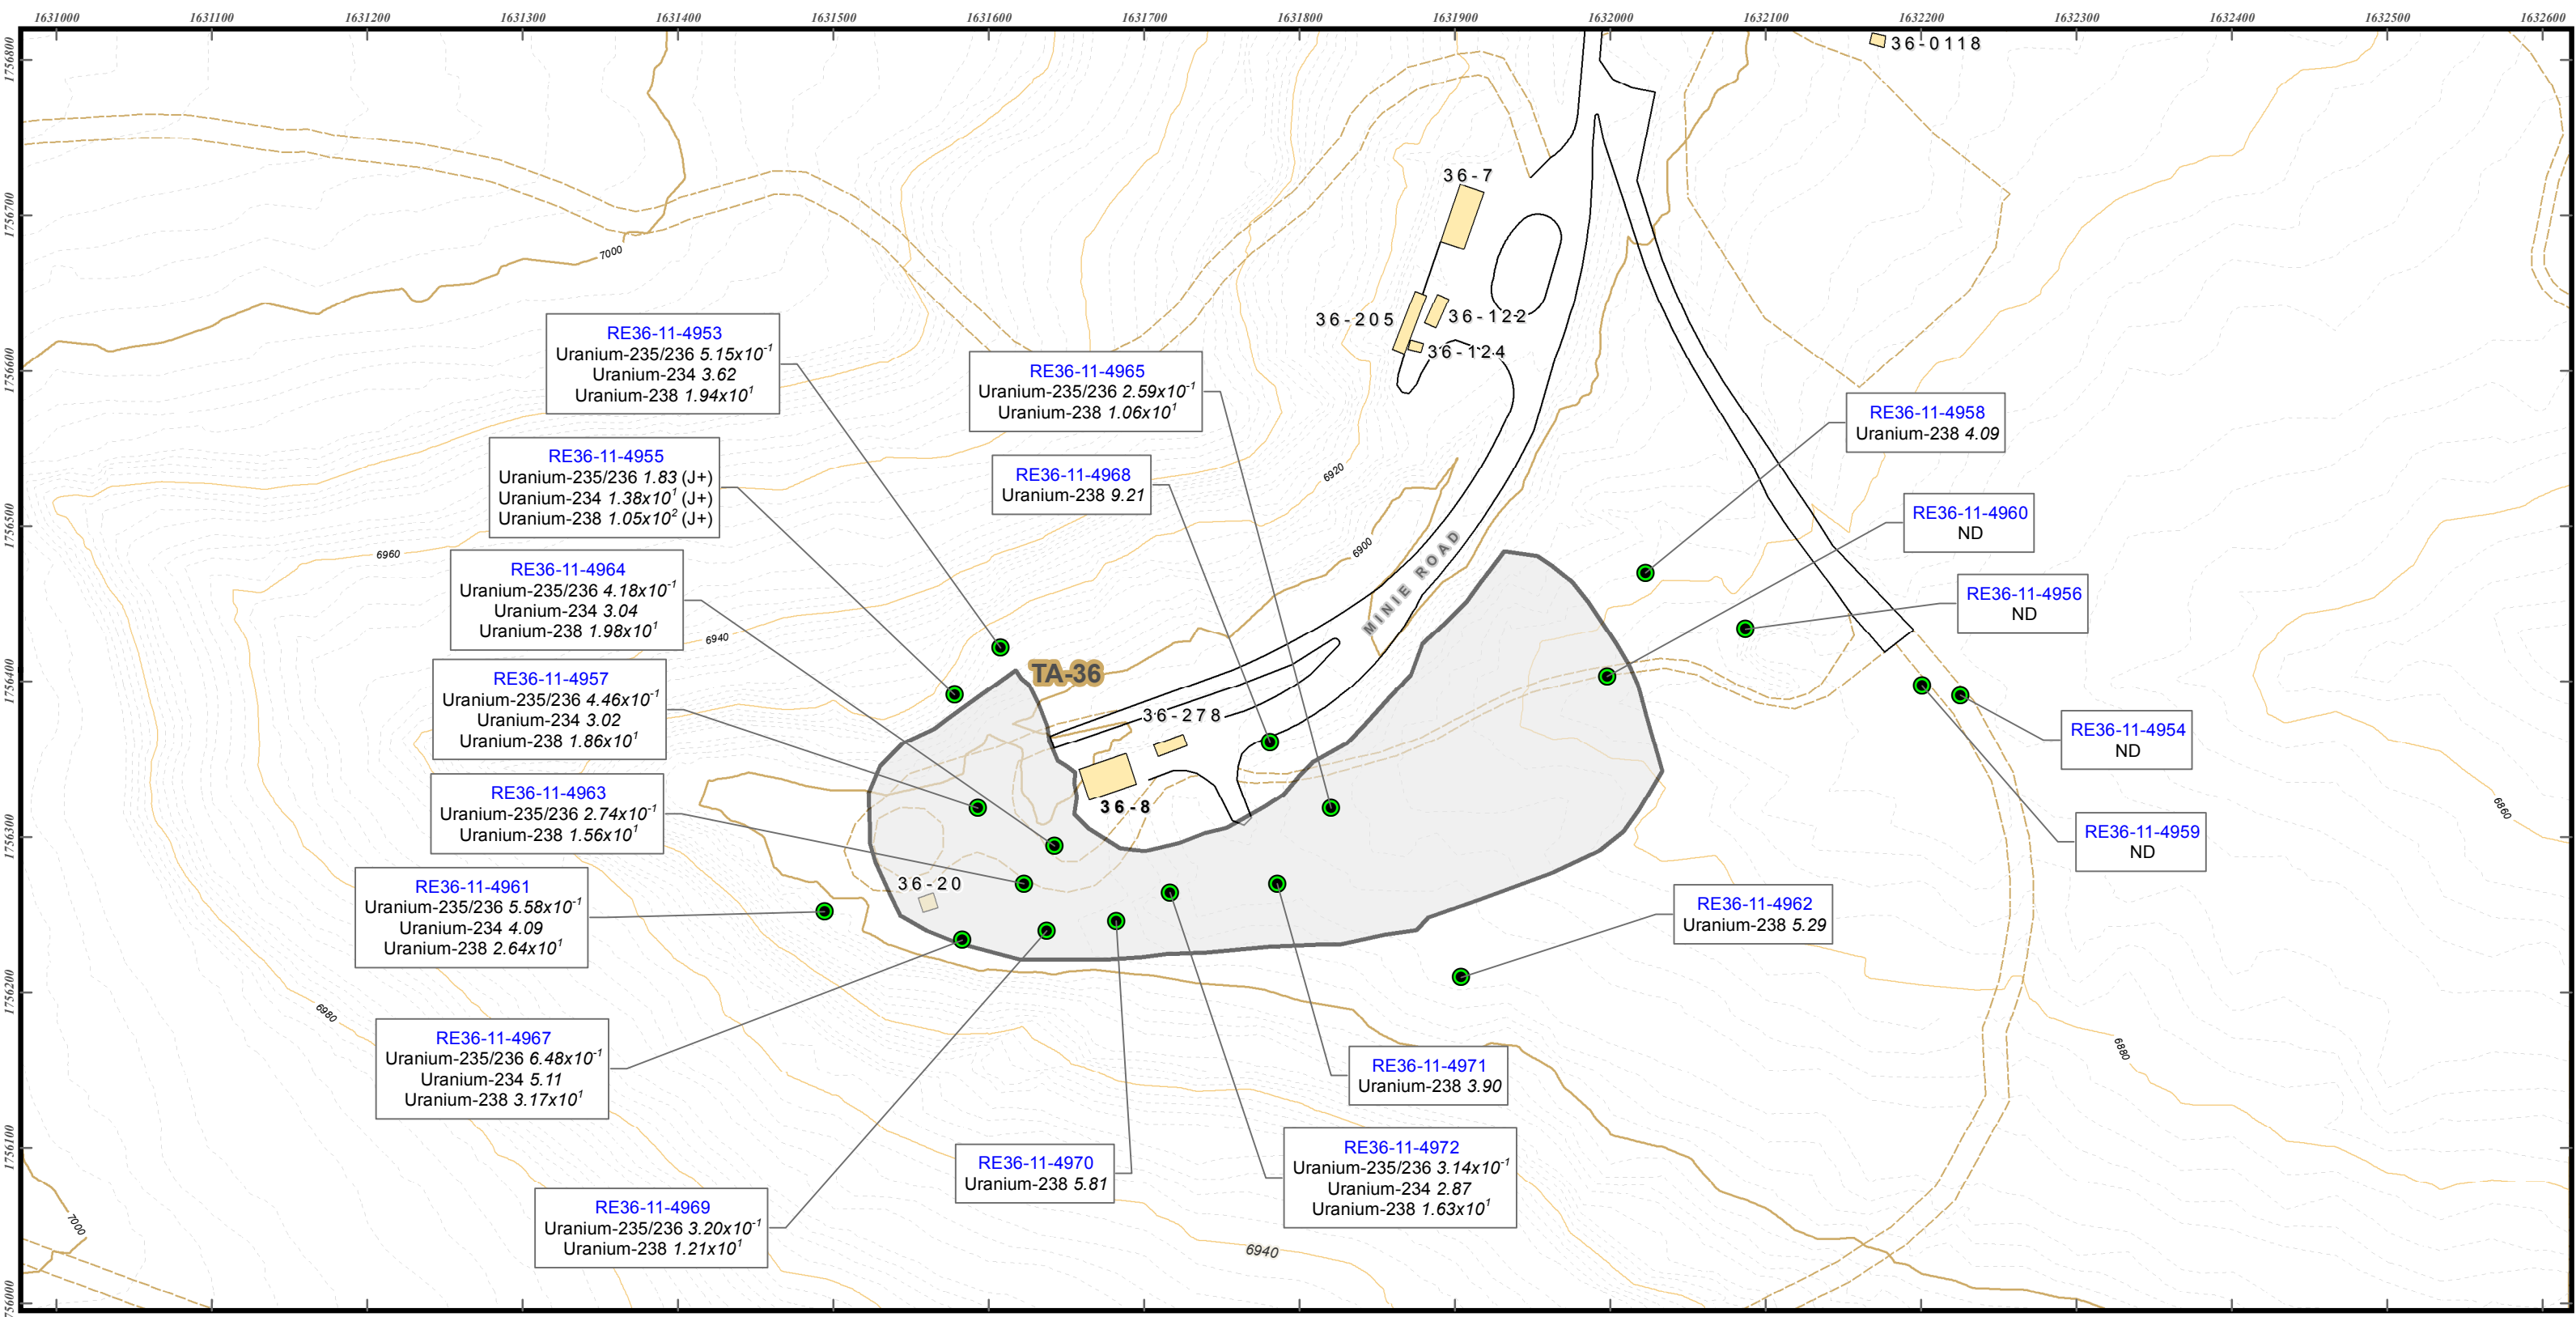 1631000 1631100 1631200 1631300 1631400 1631500 1631600 1631700 1631800 1631900 1632000 1632100 1632200 1632300 1632400 1632500 1632600
1756800
1756700
1756600
1756500
1756400
1756300
1756200
1756100
1756000
36-0118
36-7
7000
36-205
36-122
36-124
RE36-11-4953
Uranium-235/236 5.15x10⁻¹
Uranium-234 3.62
Uranium-238 1.94x10¹
RE36-11-4965
Uranium-235/236 2.59x10⁻¹
Uranium-238 1.06x10¹
RE36-11-4958
Uranium-238 4.09
RE36-11-4955
Uranium-235/236 1.83 (J+)
Uranium-234 1.38x10¹ (J+)
Uranium-238 1.05x10² (J+)
RE36-11-4968
Uranium-238 9.21
6920
RE36-11-4960
ND
6960
6900
MINIE ROAD
RE36-11-4964
Uranium-235/236 4.18x10⁻¹
Uranium-234 3.04
Uranium-238 1.98x10¹
RE36-11-4956
ND
6940
TA-36
RE36-11-4957
Uranium-235/236 4.46x10⁻¹
Uranium-234 3.02
Uranium-238 1.86x10¹
36-278
RE36-11-4954
ND
RE36-11-4963
Uranium-235/236 2.74x10⁻¹
Uranium-238 1.56x10¹
36-8
6860
RE36-11-4959
ND
36-20
RE36-11-4961
Uranium-235/236 5.58x10⁻¹
Uranium-234 4.09
Uranium-238 2.64x10¹
RE36-11-4962
Uranium-238 5.29
6980
6880
RE36-11-4967
Uranium-235/236 6.48x10⁻¹
Uranium-234 5.11
Uranium-238 3.17x10¹
RE36-11-4971
Uranium-238 3.90
RE36-11-4970
Uranium-238 5.81
RE36-11-4972
Uranium-235/236 3.14x10⁻¹
Uranium-234 2.87
Uranium-238 1.63x10¹
7000
RE36-11-4969
Uranium-235/236 3.20x10⁻¹
Uranium-238 1.21x10¹
6940